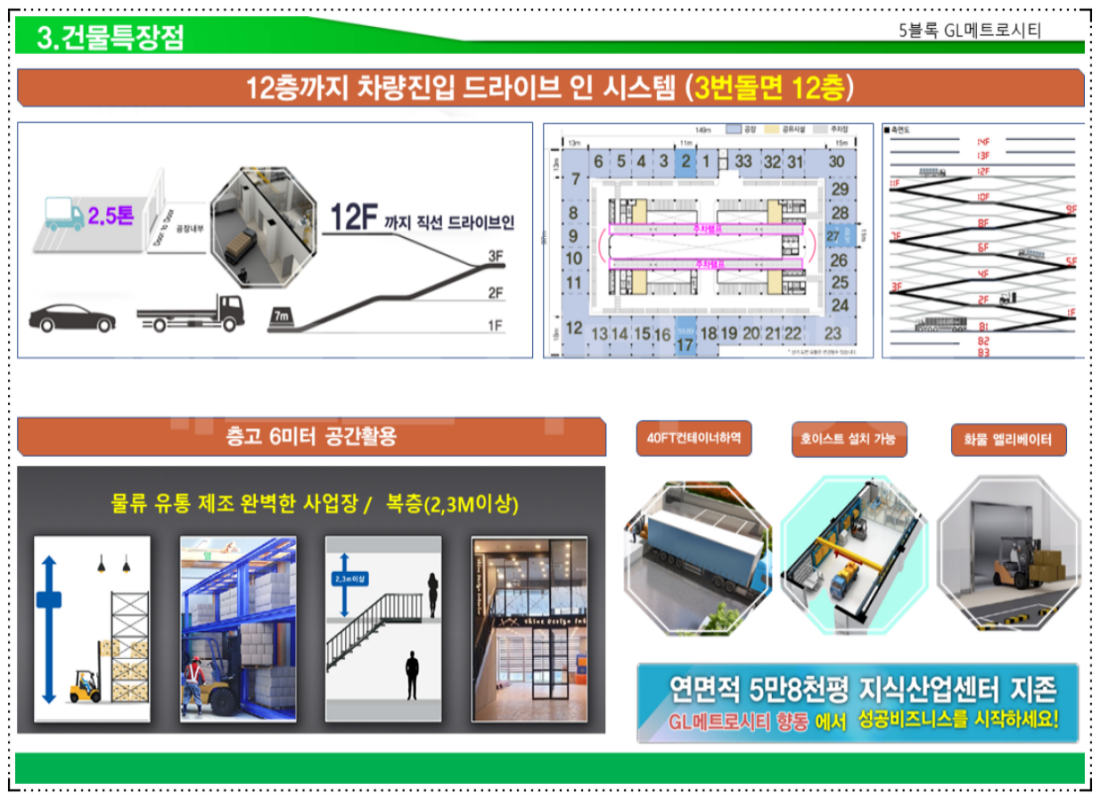 3.건물특장점
5블록 GL메트로시티
12층까지 차량진입 드라이브 인 시스템 (3번돌면 12층)
2.5톤
Door to Door
공장내부
12F 까지 직선 드라이브인
3F
2F
1F
7m
149m
공장
공유시설
주차장
13m
11m
15m
6 5 4 3 2 1 33 32 31 30
7
8
9
10
11
12
29
28
27
26
25
24
13 14 15 16 17 18 19 20 21 22 23
주차램프
주차램프
■ 측면도
14F
13F
12F
11F
10F
9F
8F
7F
6F
5F
4F
3F
2F
1F
B1
B2
B3
층고 6미터 공간활용
물류 유통 제조 완벽한 사업장 / 복층(2,3M이상)
2,3m이상
40FT컨테이너하역
호이스트 설치 가능
화물 엘리베이터
연면적 5만8천평 지식산업센터 지존
GL메트로시티 향동 에서 성공비즈니스를 시작하세요!